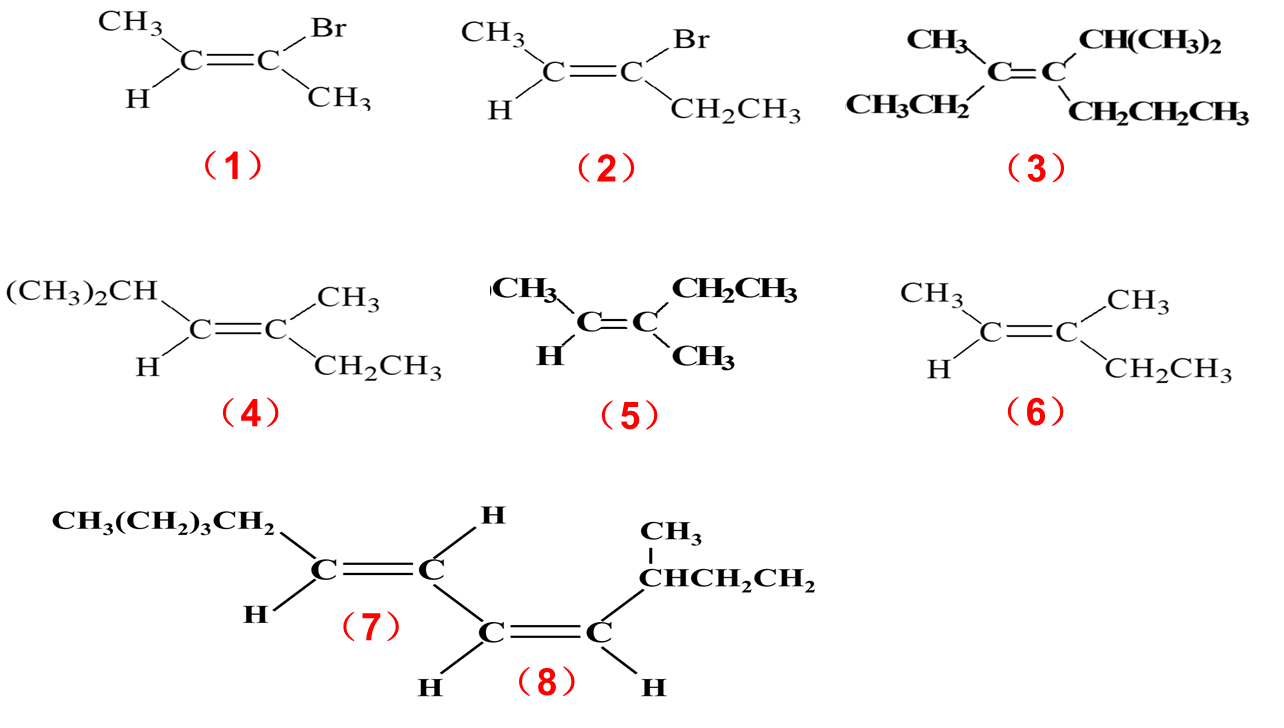 CH₃ Br
C C
H CH₃
(1)
CH₃ Br
C C
H CH₂CH₃
(2)
CH₃ CH(CH₃)₂
C C
CH₃CH₂ CH₂CH₂CH₃
(3)
(CH₃)₂CH CH₃
C C
H CH₂CH₃
(4)
CH₃ CH₂CH₃
C C
H CH₃
(5)
CH₃ CH₃
C C
H CH₂CH₃
(6)
CH₃(CH₂)₃CH₂ H
C C
H
(7)
CH₃
CHCH₂CH₂
C C
H H
(8)